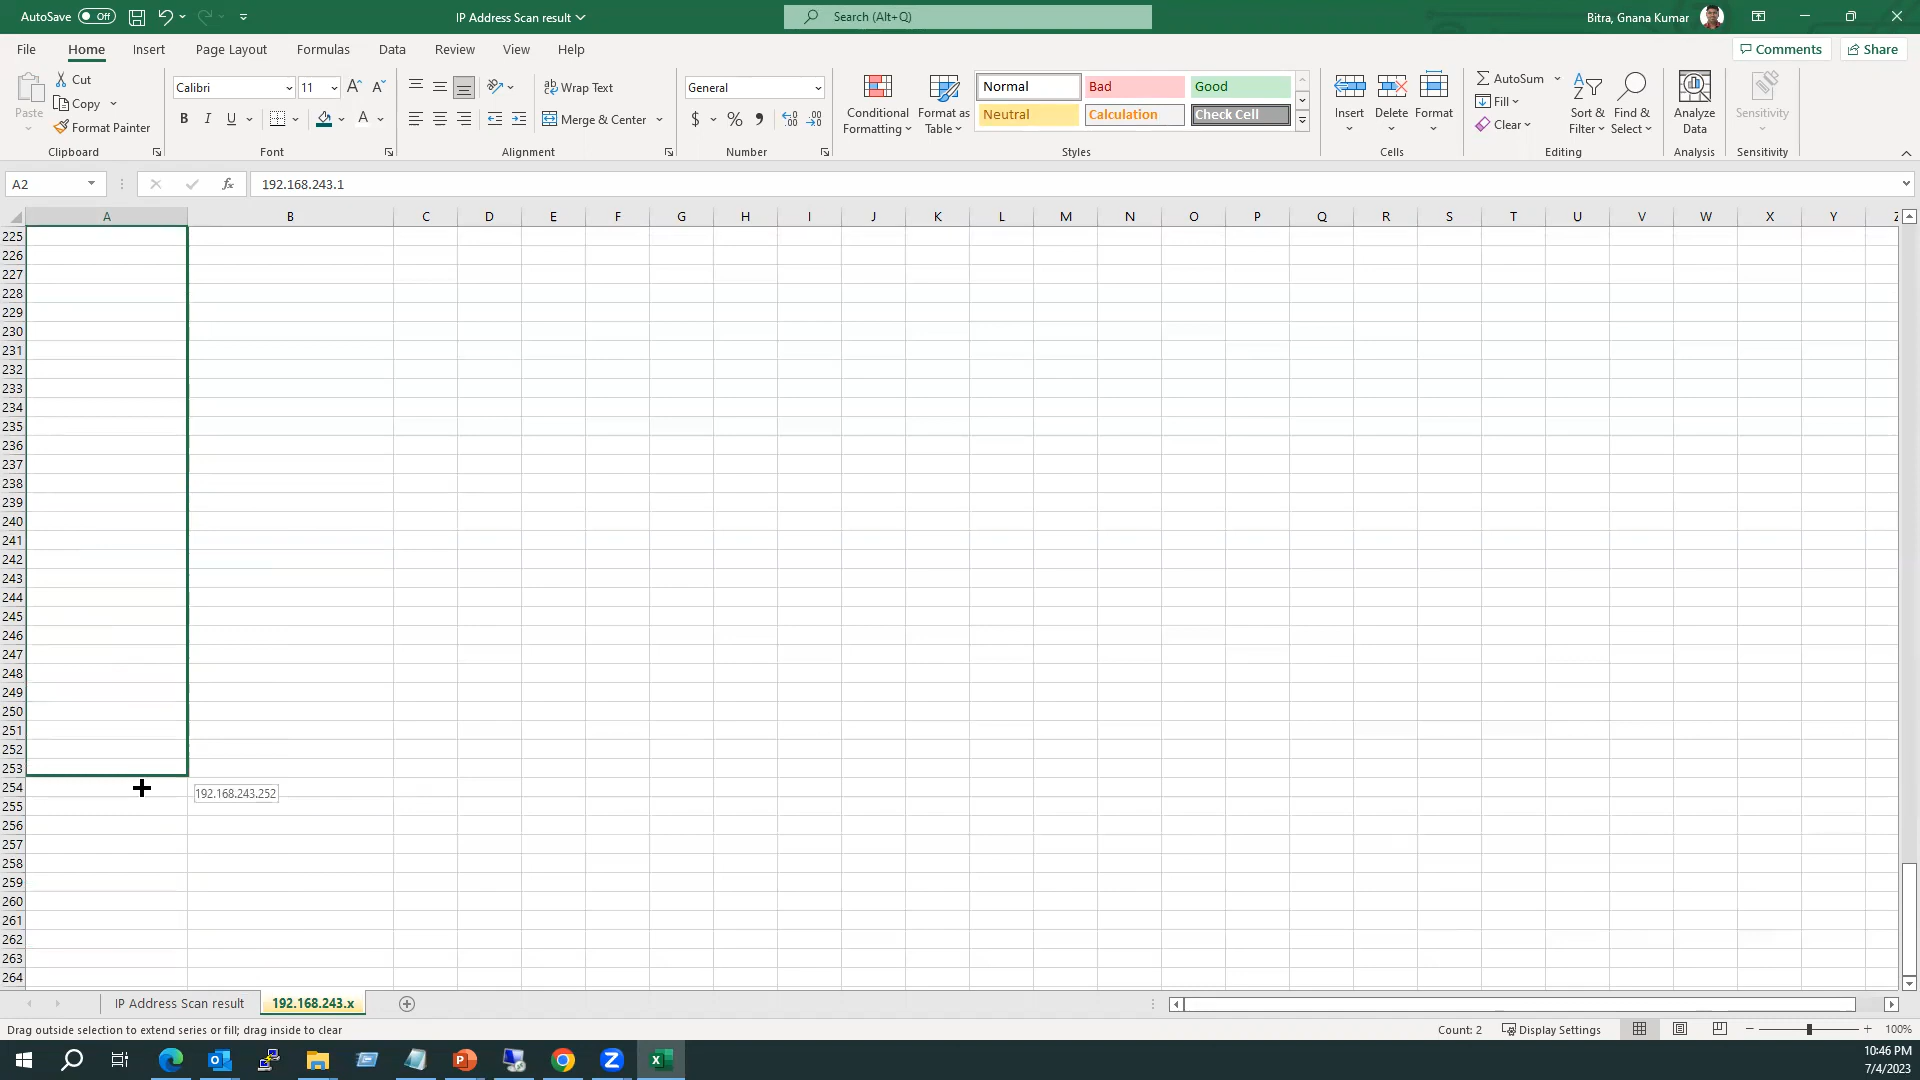 AutoSave Off IP Address Scan result Search (Alt+Q) Bitra, Gnana Kumar
File Home Insert Page Layout Formulas Data Review View Help Comments Share
Paste Cut Copy Format Painter
Calibri 11
B I U A
Wrap Text
Merge & Center
General
$ %
Conditional Formatting
Format as Table
Normal Bad Good
Neutral Calculation Check Cell
Insert Delete Format
AutoSum
Fill
Clear
Sort & Filter
Find & Select
Analyze Data
Sensitivity
Clipboard Font Alignment Number Styles Cells Editing Analysis Sensitivity
A2 fx 192.168.243.1
A B C D E F G H I J K L M N O P Q R S T U V W X Y Z
225
226
227
228
229
230
231
232
233
234
235
236
237
238
239
240
241
242
243
244
245
246
247
248
249
250
251
252
253
254 192.168.243.252
255
256
257
258
259
260
261
262
263
264
IP Address Scan result 192.168.243.x
Drag outside selection to extend series or fill; drag inside to clear Count: 2 Display Settings 100%
10:46 PM
7/4/2023